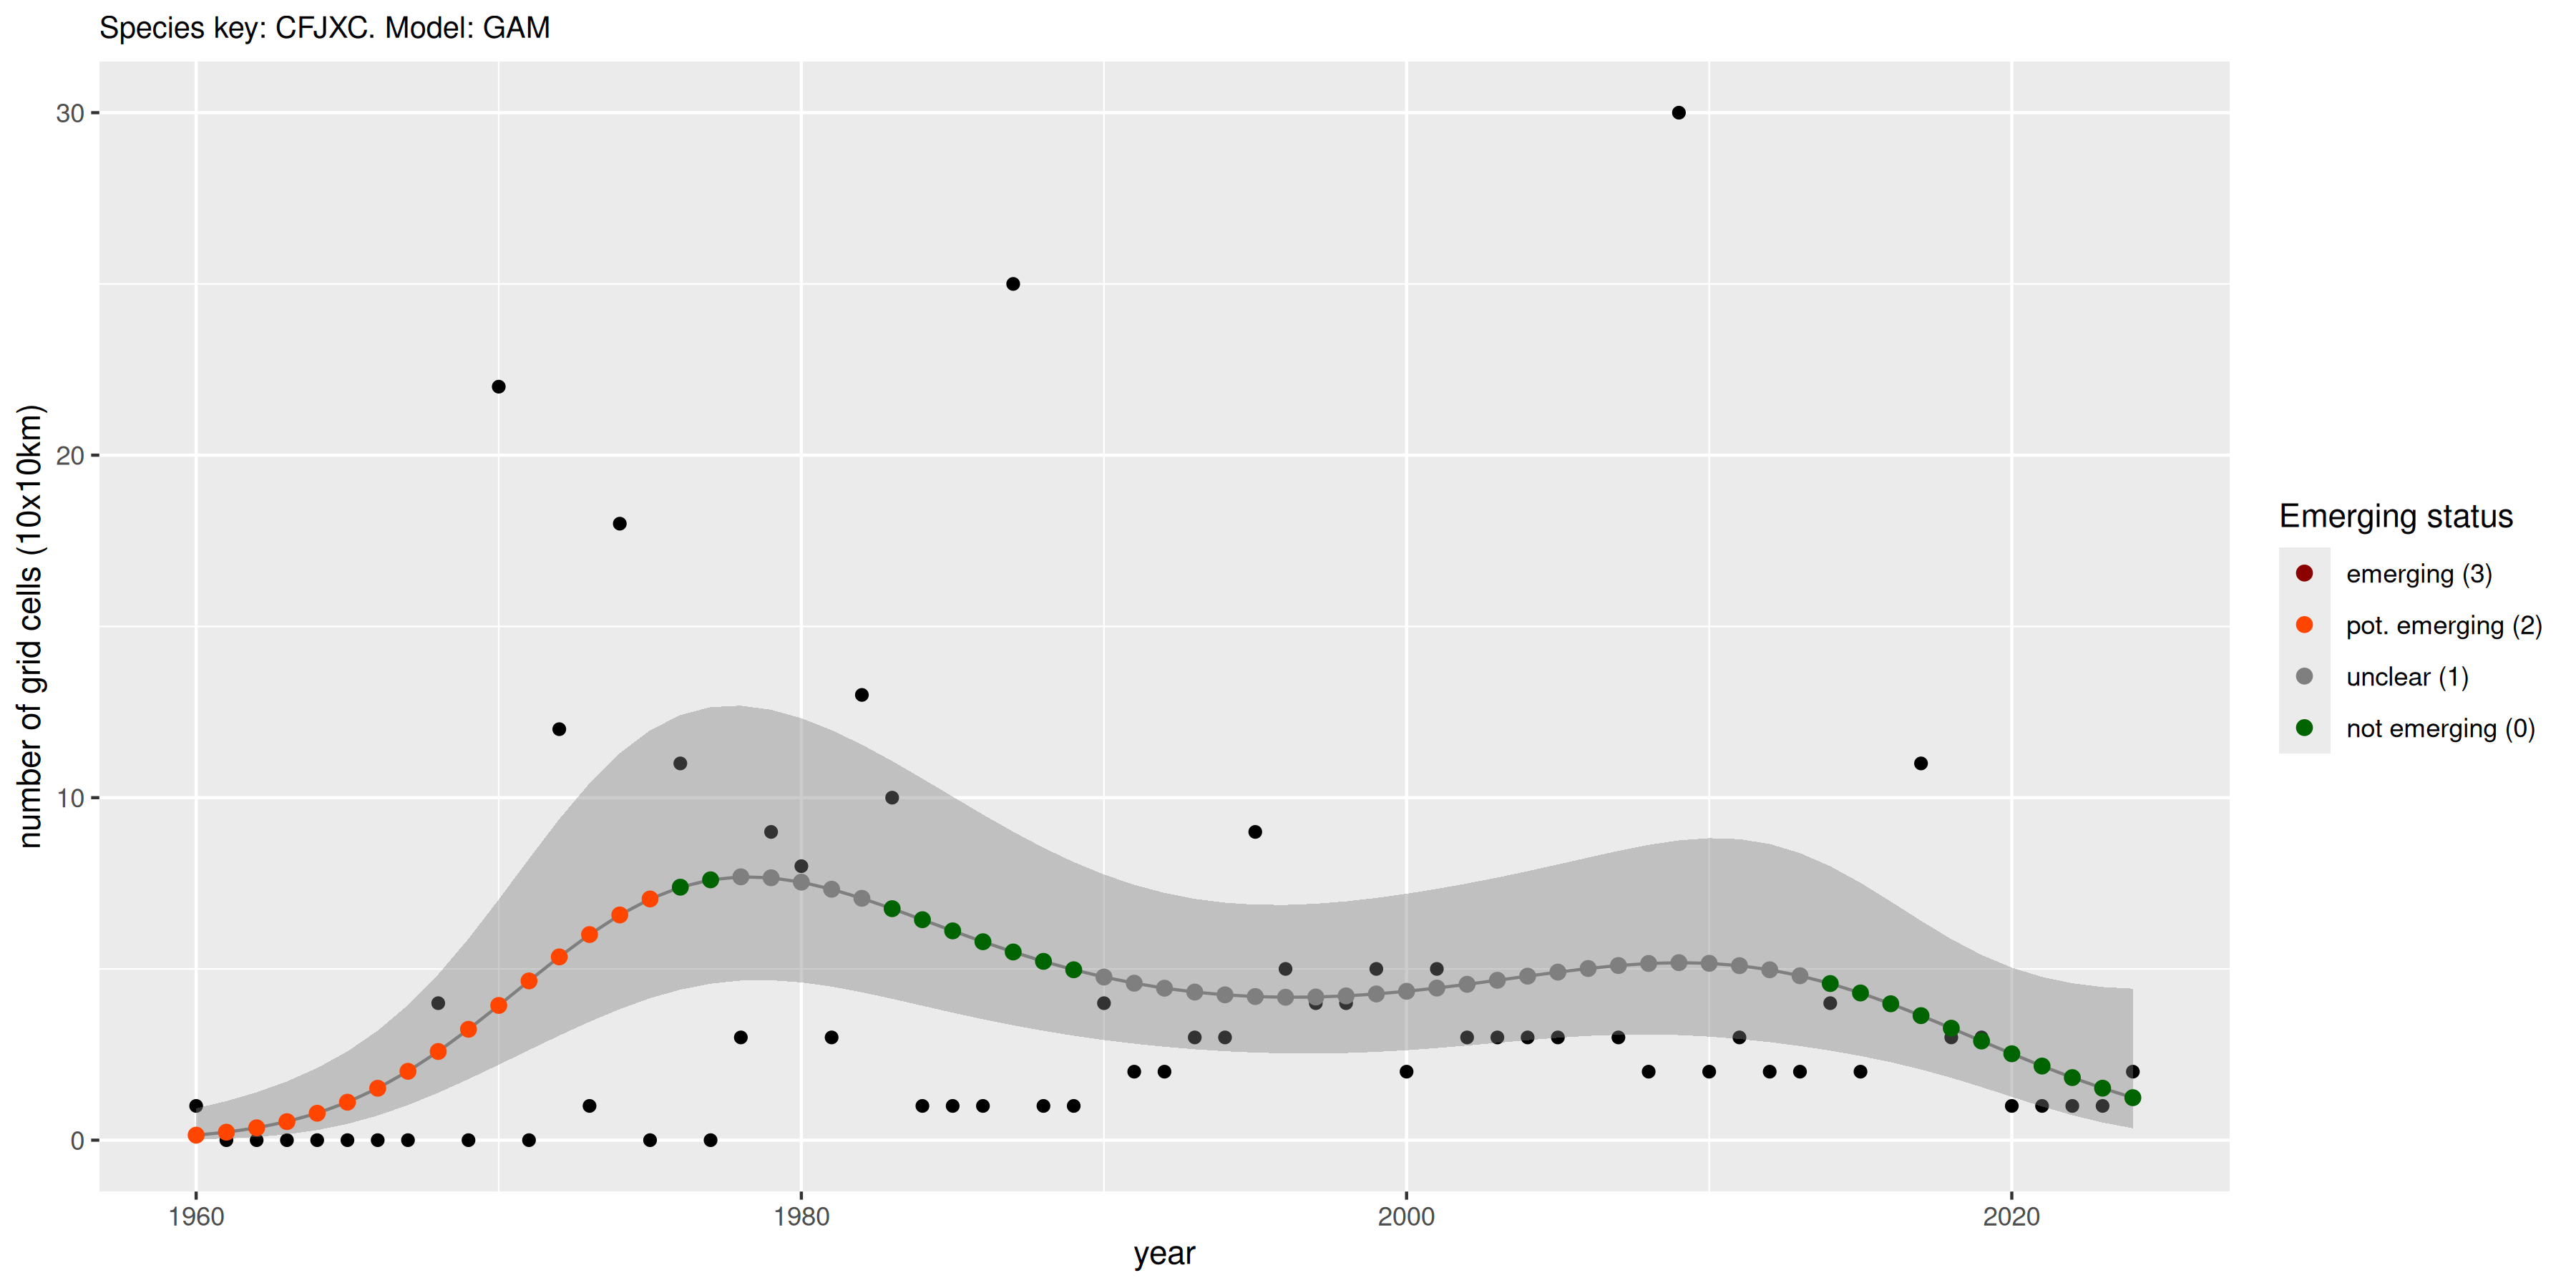 Species key: CFJXC. Model: GAM
30
20
10
0
number of grid cells (10x10km)
1960
1980
2000
2020
year
Emerging status
emerging (3)
pot. emerging (2)
unclear (1)
not emerging (0)